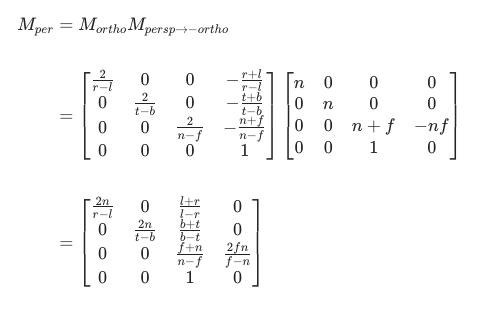 M_{per} = M_{ortho}M_{persp→-ortho}
= \begin{bmatrix} \frac{2}{r-l} & 0 & 0 & -\frac{r+l}{r-l} \\ 0 & \frac{2}{t-b} & 0 & -\frac{t+b}{t-b} \\ 0 & 0 & \frac{2}{n-f} & -\frac{n+f}{n-f} \\ 0 & 0 & 0 & 1 \end{bmatrix} \begin{bmatrix} n & 0 & 0 & 0 \\ 0 & n & 0 & 0 \\ 0 & 0 & n+f & -nf \\ 0 & 0 & 1 & 0 \end{bmatrix}
= \begin{bmatrix} \frac{2n}{r-l} & 0 & \frac{l+r}{l-r} & 0 \\ 0 & \frac{2n}{t-b} & \frac{b+t}{b-t} & 0 \\ 0 & 0 & \frac{f+n}{n-f} & \frac{2fn}{f-n} \\ 0 & 0 & 1 & 0 \end{bmatrix}